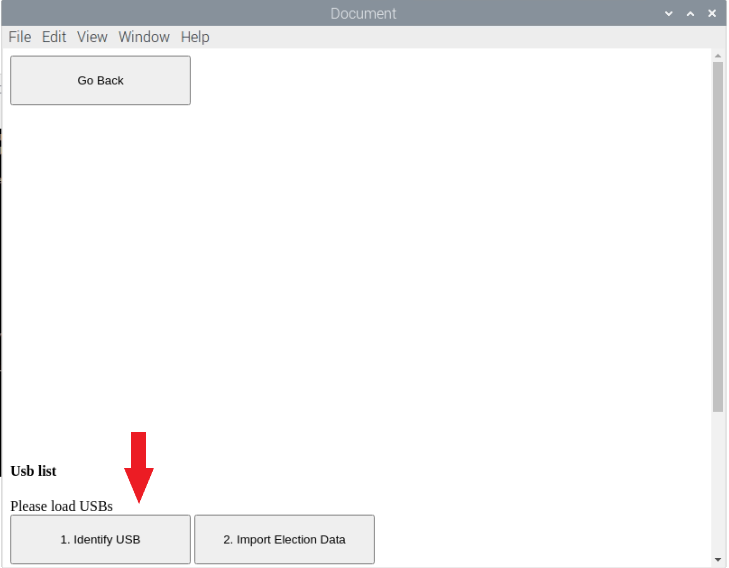 Document
File Edit View Window Help
Go Back
Usb list
Please load USBs
1. Identify USB
2. Import Election Data